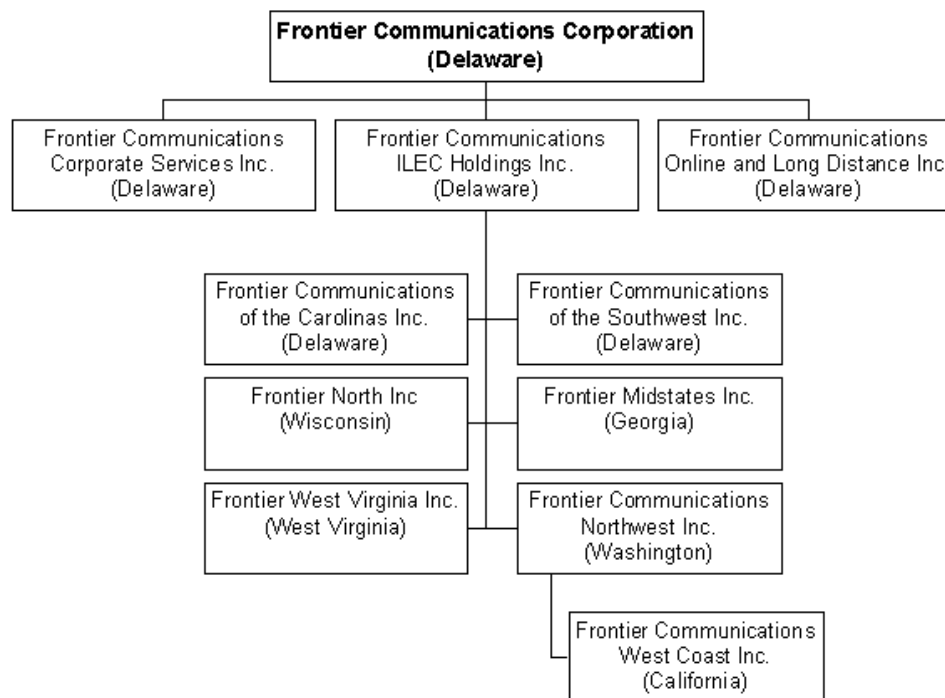 Frontier Communications Corporation
(Delaware)
Frontier Communications
Corporate Services Inc.
(Delaware)
Frontier Communications
ILEC Holdings Inc.
(Delaware)
Frontier Communications
Online and Long Distance Inc
(Delaware)
Frontier Communications
of the Carolinas Inc.
(Delaware)
Frontier Communications
of the Southwest Inc.
(Delaware)
Frontier North Inc
(Wisconsin)
Frontier Midstates Inc.
(Georgia)
Frontier West Virginia Inc.
(West Virginia)
Frontier Communications
Northwest Inc.
(Washington)
Frontier Communications
West Coast Inc.
(California)